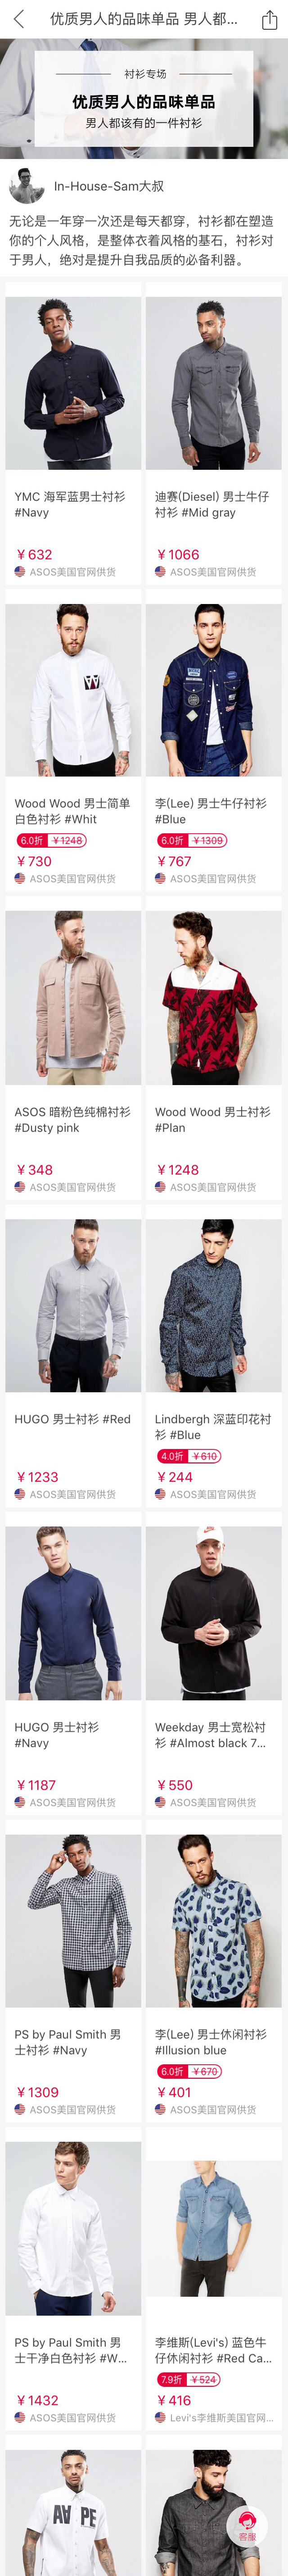 优质男人的品味单品 男人都...
衬衫专场
优质男人的品味单品
男人都该有的一件衬衫
In-House-Sam大叔
无论是一年穿一次还是每天都穿，衬衫都在塑造
你的个人风格，是整体衣着风格的基石，衬衫对
于男人，绝对是提升自我品质的必备利器。
YMC 海军蓝男士衬衫
#Navy
￥632
ASOS美国官网供货
迪赛(Diesel) 男士牛仔
衬衫 #Mid gray
￥1066
ASOS美国官网供货
Wood Wood 男士简单
白色衬衫 #Whit
6.0折 ￥1248
￥730
ASOS美国官网供货
李(Lee) 男士牛仔衬衫
#Blue
6.0折 ￥1309
￥767
ASOS美国官网供货
ASOS 暗粉色纯棉衬衫
#Dusty pink
￥348
ASOS美国官网供货
Wood Wood 男士衬衫
#Plan
￥1248
ASOS美国官网供货
HUGO 男士衬衫 #Red
￥1233
ASOS美国官网供货
Lindbergh 深蓝印花衬
衫 #Blue
4.0折 ￥610
￥244
ASOS美国官网供货
HUGO 男士衬衫
#Navy
￥1187
ASOS美国官网供货
Weekday 男士宽松衬
衫 #Almost black 7...
￥550
ASOS美国官网供货
PS by Paul Smith 男
士衬衫 #Navy
￥1309
ASOS美国官网供货
李(Lee) 男士休闲衬衫
#Illusion blue
6.0折 ￥670
￥401
ASOS美国官网供货
PS by Paul Smith 男
士干净白色衬衫 #W...
￥1432
ASOS美国官网供货
李维斯(Levi's) 蓝色牛
仔休闲衬衫 #Red Ca...
7.9折 ￥524
￥416
Levi's李维斯美国官网...
AA PE
客服